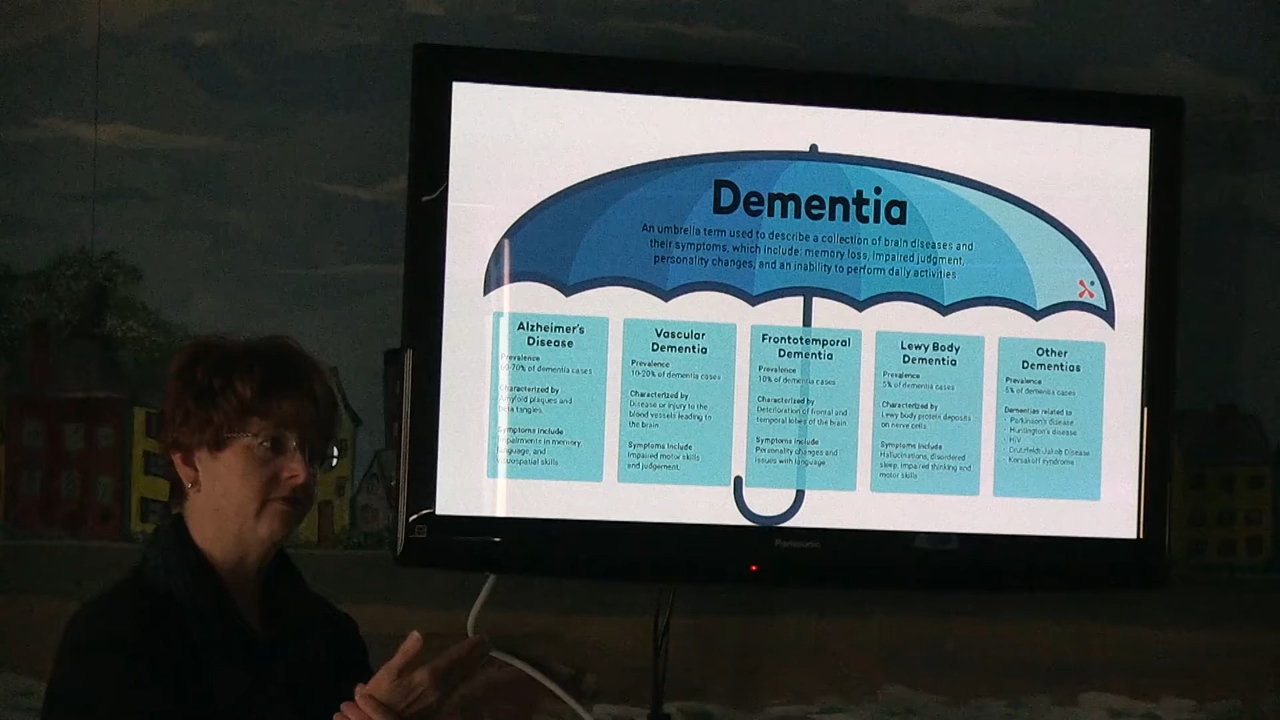 Dementia
An umbrella term used to describe a collection of brain diseases and
their symptoms, which include: memory loss, impaired judgment,
personality changes, and an inability to perform daily activities
Alzheimer's
Disease
Prevalence
60-70% of dementia cases
Characterized by
Amyloid plaques and
beta tangles.
Symptoms include
Impairments in memory,
language, and
visuospatial skills
Vascular
Dementia
Prevalence
10-20% of dementia cases
Characterized by
Disease or injury to the
blood vessels leading to
the brain.
Symptoms include
Impaired motor skills
and judgement.
Frontotemporal
Dementia
Prevalence
10% of dementia cases
Characterized by
Deterioration of frontal and
temporal lobes of the brain.
Symptoms include
Personality changes and
issues with language.
Lewy Body
Dementia
Prevalence
5% of dementia cases
Characterized by
Lewy body protein deposits
on nerve cells.
Symptoms include
Hallucinations, disordered
sleep, impaired thinking and
motor skills
Other
Dementias
Prevalence
5% of dementia cases
Dementias related to
· Parkinson's disease
· Huntington's disease
· HIV
· Crutzfeldt-Jakob Disease
· Korsakoff syndrome
Panasonic